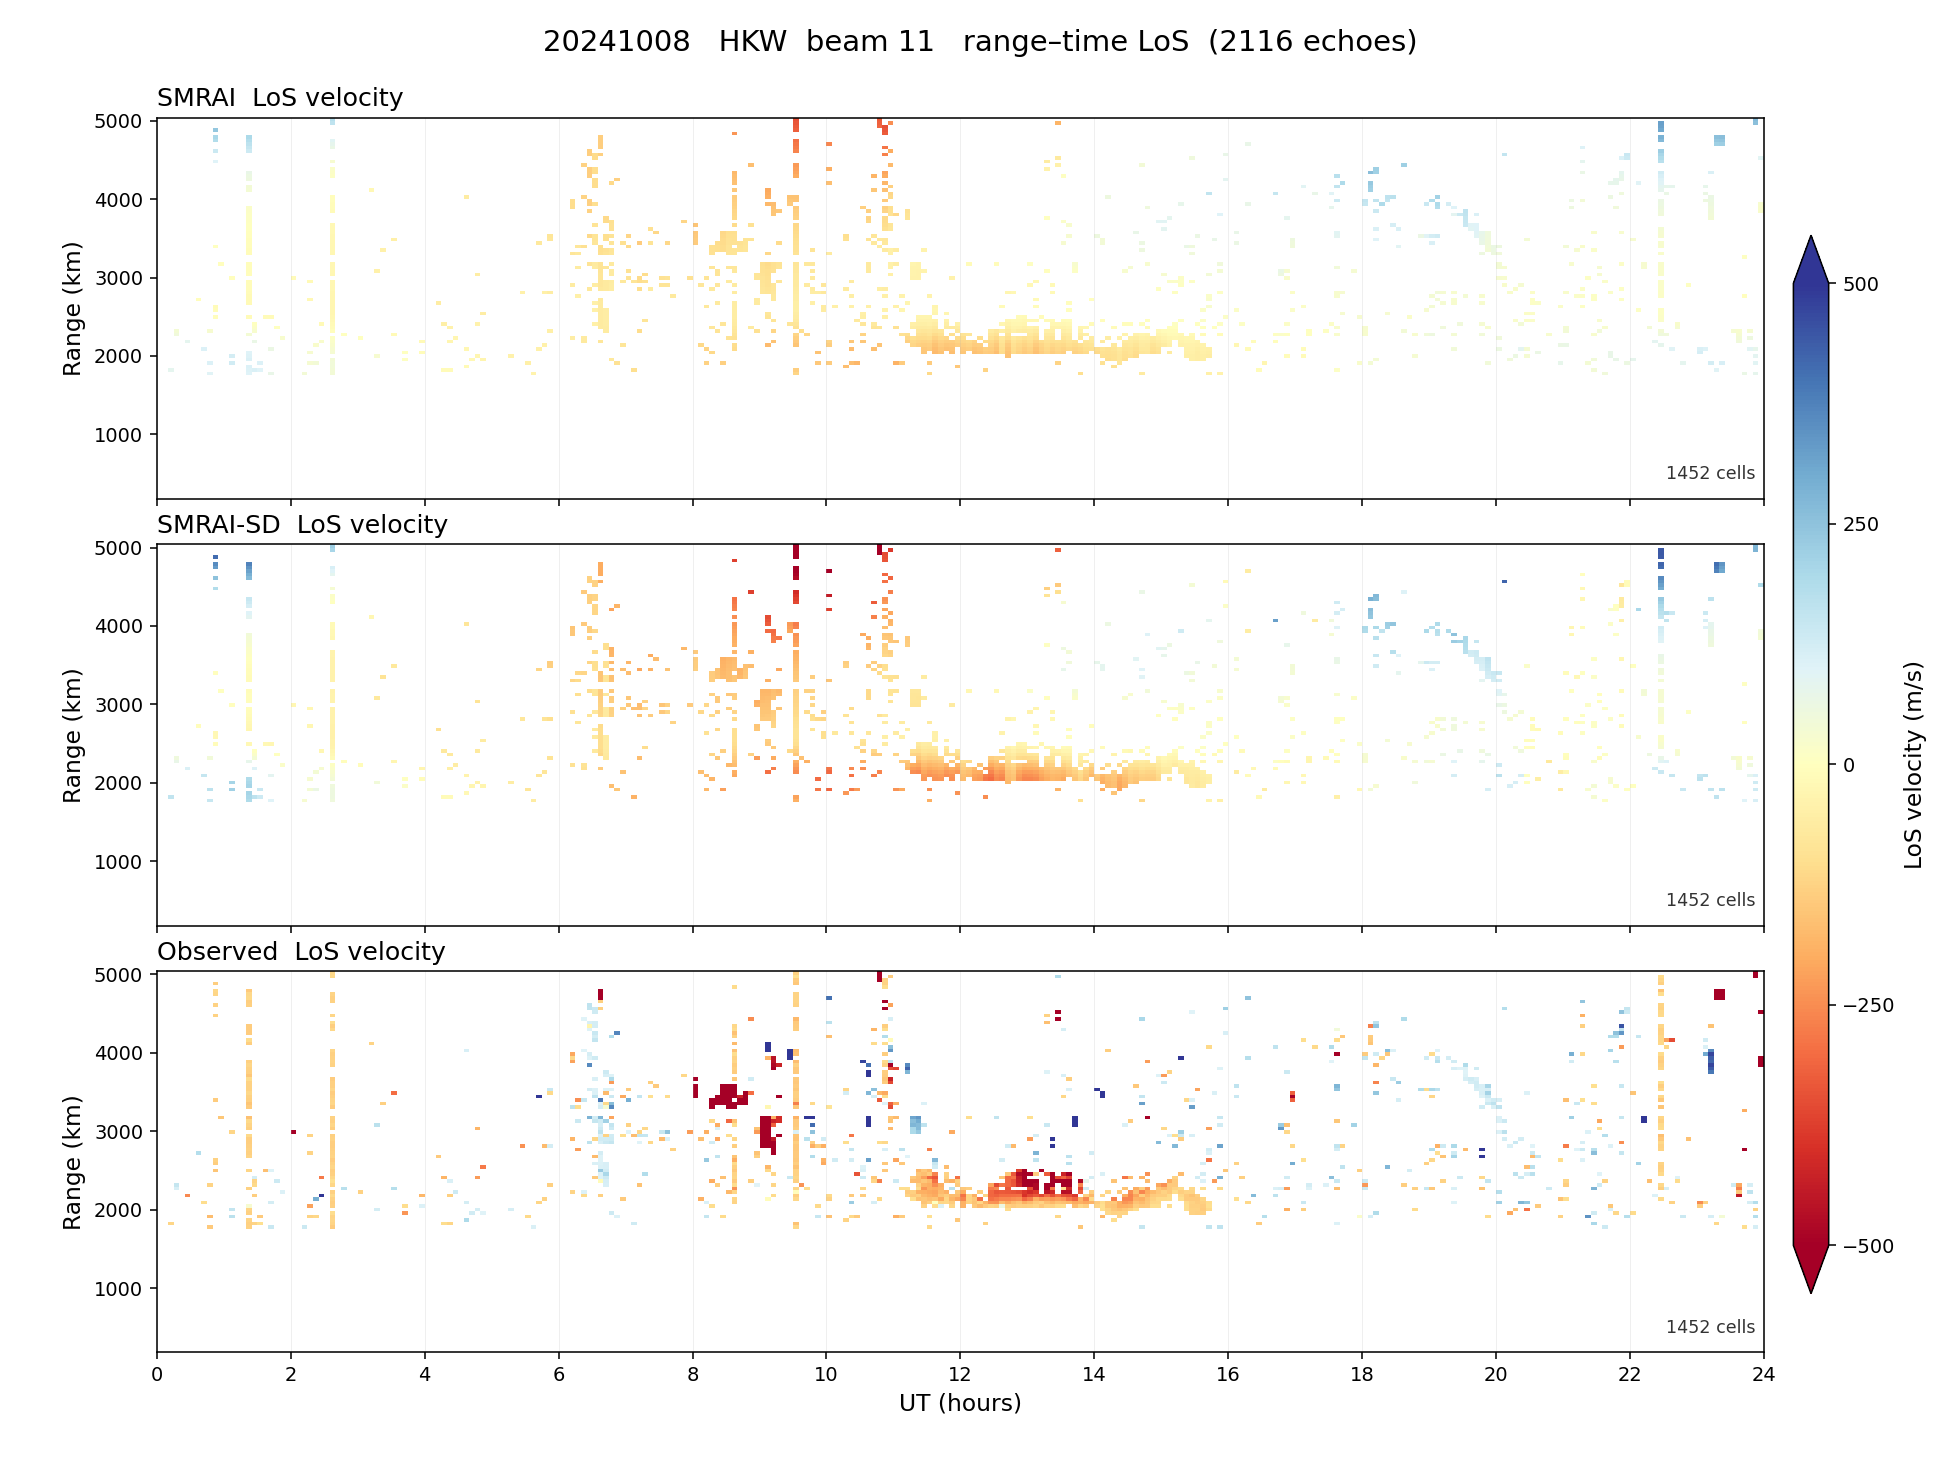 20241008 HKW beam 11 range–time LoS (2116 echoes)
SMRAI LoS velocity
5000
4000
3000
2000
1000
Range (km)
1452 cells
SMRAI-SD LoS velocity
5000
4000
3000
2000
1000
Range (km)
1452 cells
Observed LoS velocity
5000
4000
3000
2000
1000
Range (km)
1452 cells
0 2 4 6 8 10 12 14 16 18 20 22 24
UT (hours)
500
250
0
−250
−500
LoS velocity (m/s)